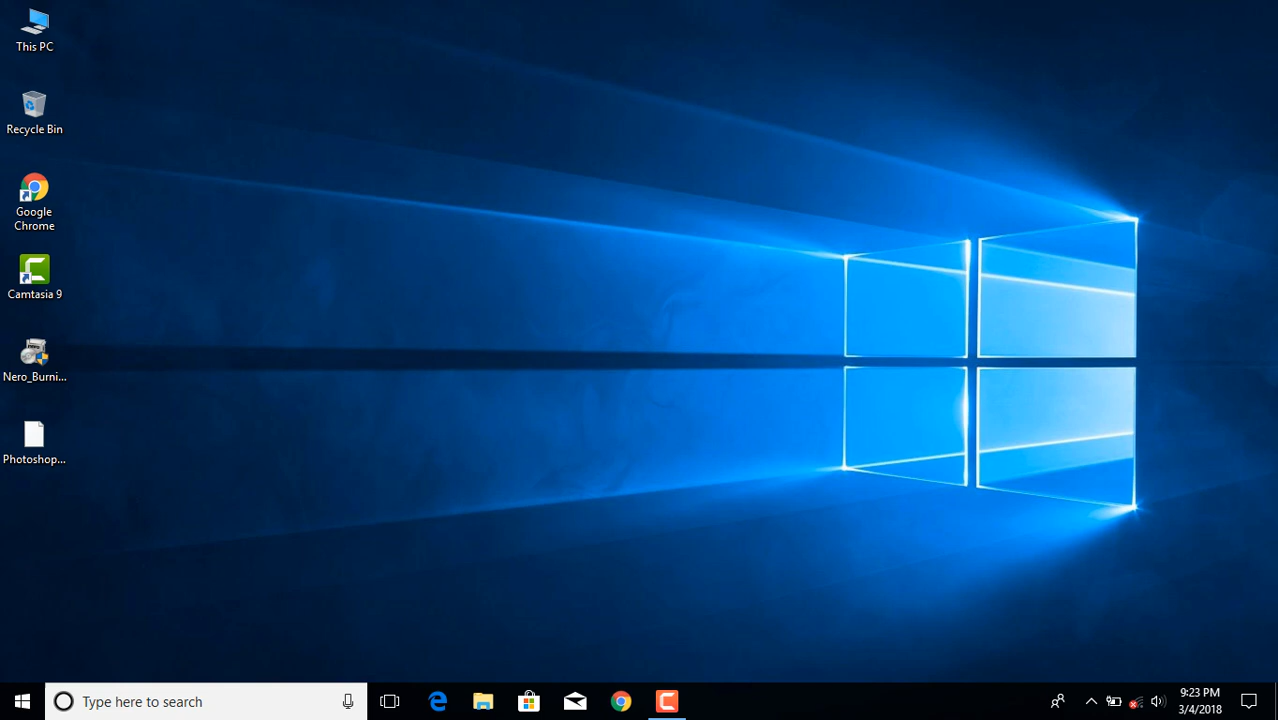 This PC
Recycle Bin
Google
Chrome
Camtasia 9
Nero_Burni...
Photoshop...
Type here to search
9:23 PM
3/4/2018